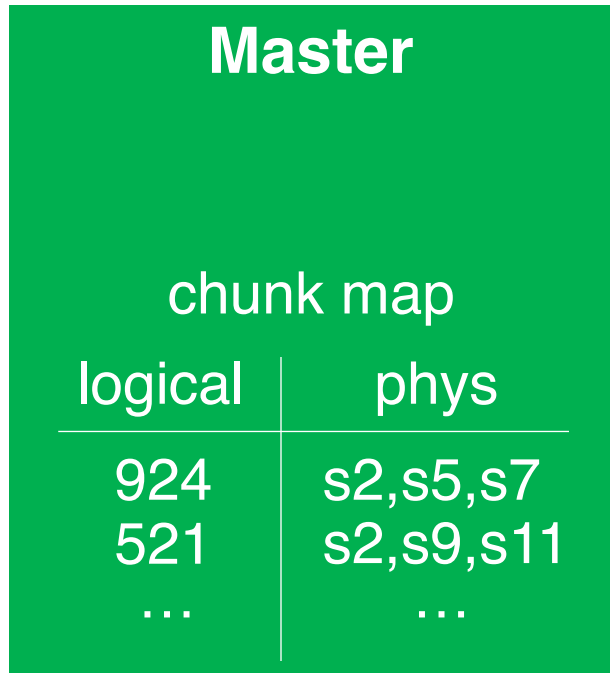 Master
chunk map
logical phys
924 s2,s5,s7
521 s2,s9,s11
… …